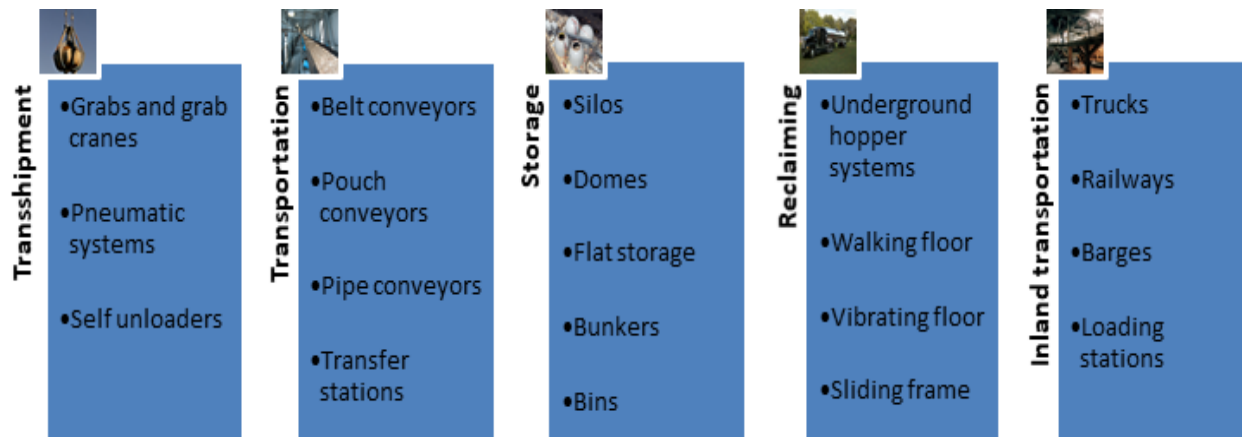 Transshipment
•Grabs and grab
cranes
•Pneumatic
systems
•Self unloaders
Transportation
•Belt conveyors
•Pouch
conveyors
•Pipe conveyors
•Transfer
stations
Storage
•Silos
•Domes
•Flat storage
•Bunkers
•Bins
Reclaiming
•Underground
hopper
systems
•Walking floor
•Vibrating floor
•Sliding frame
Inland transportation
•Trucks
•Railways
•Barges
•Loading
stations